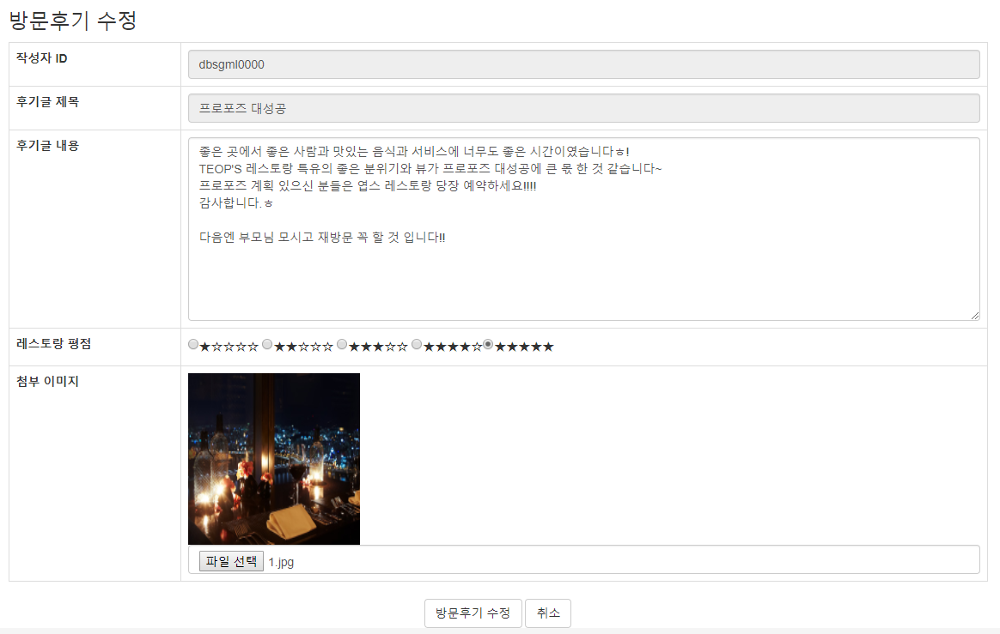 방문후기 수정
작성자 ID
dbsgml0000
후기글 제목
프로포즈 대성공
후기글 내용
좋은 곳에서 좋은 사람과 맛있는 음식과 서비스에 너무도 좋은 시간이였습니다ㅎ!
TEOP'S 레스토랑 특유의 좋은 분위기와 뷰가 프로포즈 대성공에 큰 몫 한 것 같습니다~
프로포즈 계획 있으신 분들은 엽스 레스토랑 당장 예약하세요!!!!
감사합니다.ㅎ
다음엔 부모님 모시고 재방문 꼭 할 것 입니다!!
레스토랑 평점
★☆☆☆☆ ★★☆☆☆ ★★★☆☆ ★★★★☆ ★★★★★
첨부 이미지
파일 선택 1.jpg
방문후기 수정 취소